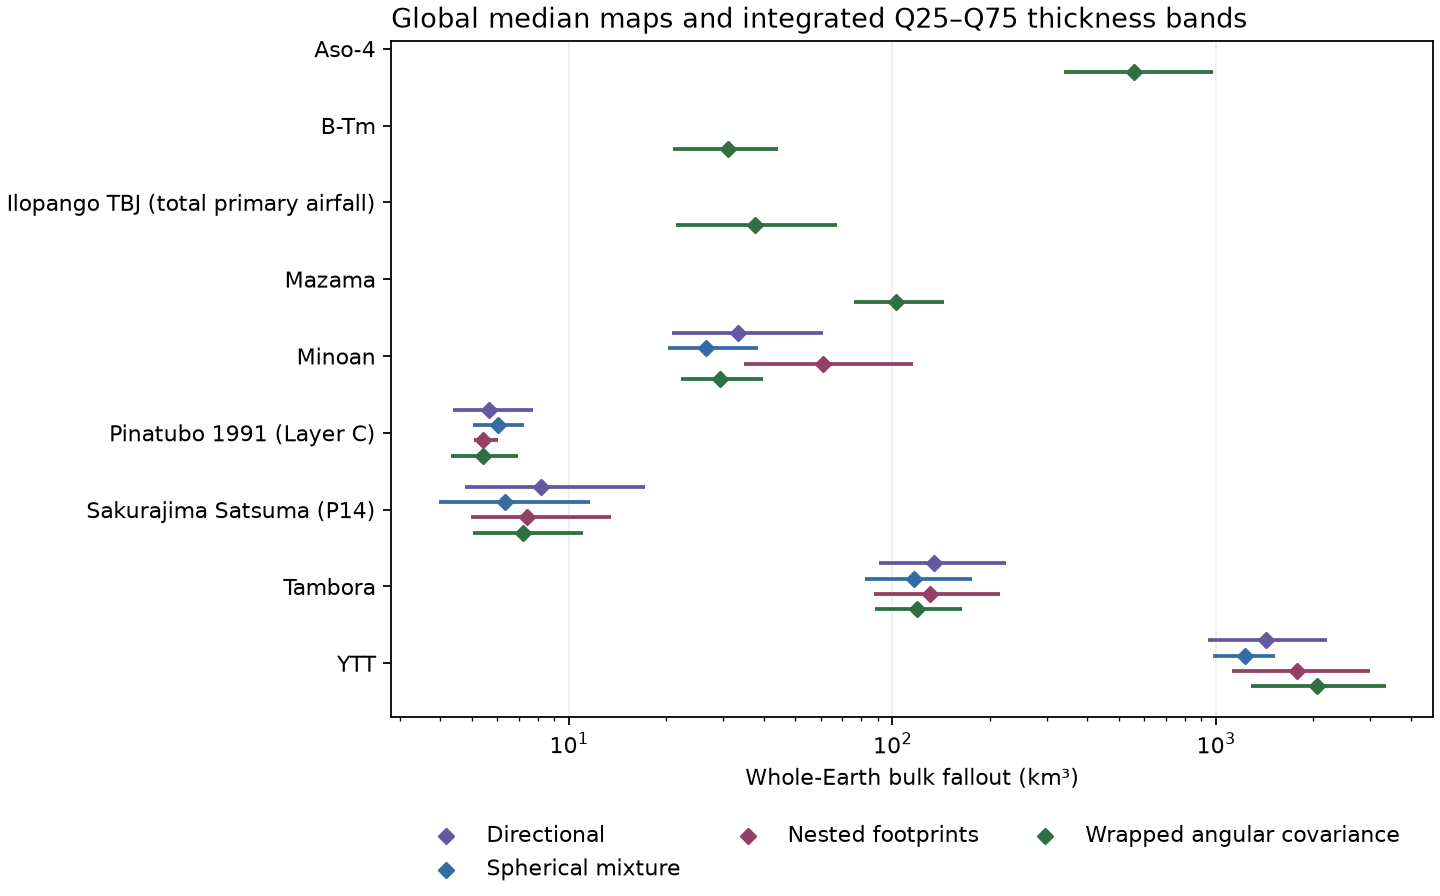 Global median maps and integrated Q25–Q75 thickness bands
Aso-4
B-Tm
Ilopango TBJ (total primary airfall)
Mazama
Minoan
Pinatubo 1991 (Layer C)
Sakurajima Satsuma (P14)
Tambora
YTT
10¹ 10² 10³
Whole-Earth bulk fallout (km³)
Directional Nested footprints Wrapped angular covariance
Spherical mixture